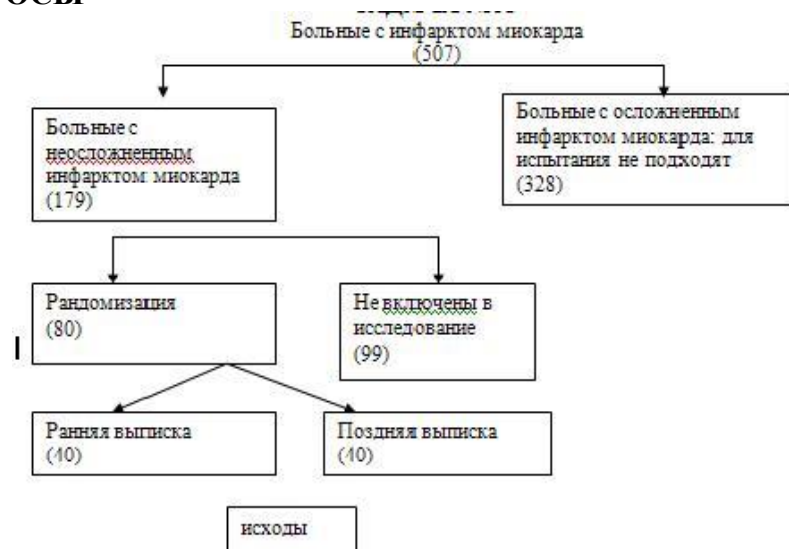 Больные с инфарктом миокарда
(507)
Больные с
неосложненным
инфарктом миокарда
(179)
Больные с осложненным
инфарктом миокарда: для
испытания не подходят
(328)
Рандомизация
(80)
Не включены в
исследование
(99)
Ранняя выписка
(40)
Поздняя выписка
(40)
исходы